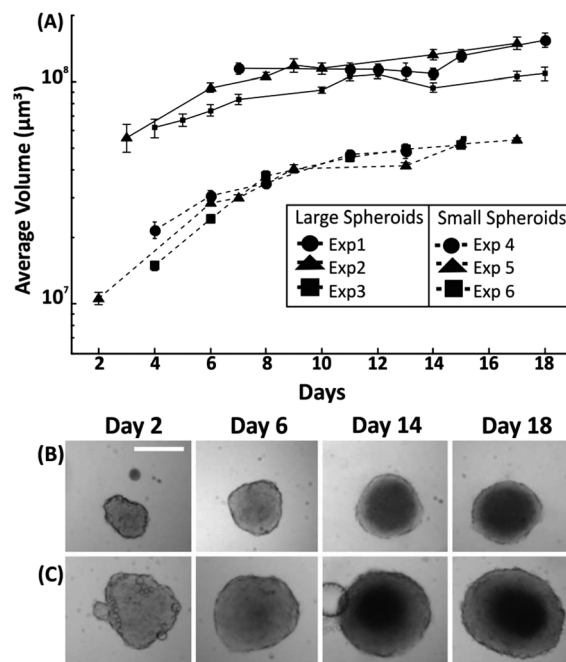 (A)
Average Volume (µm³)
10⁸
10⁷
Large Spheroids Small Spheroids
Exp1 Exp 4
Exp2 Exp 5
Exp3 Exp 6
2 4 6 8 10 12 14 16 18
Days
Day 2 Day 6 Day 14 Day 18
(B)
(C)